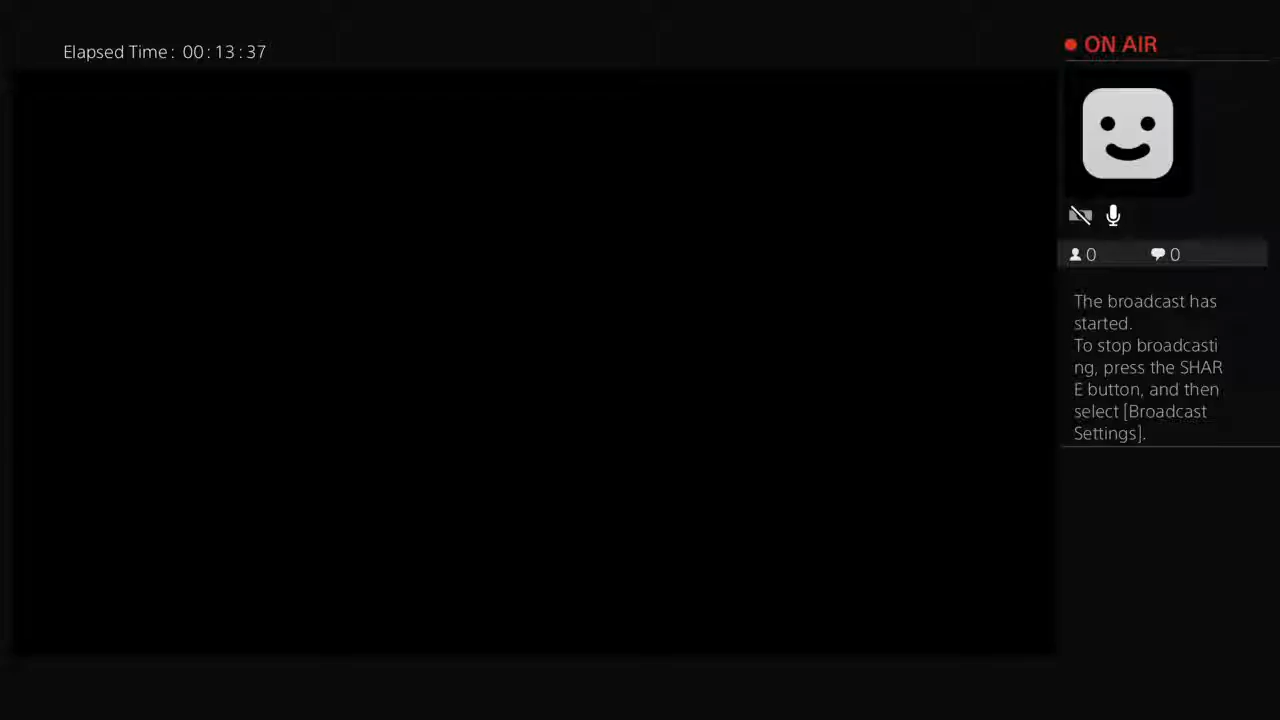 Elapsed Time: 00:13:37
ON AIR
0 0
The broadcast has
started.
To stop broadcasti
ng, press the SHAR
E button, and then
select [Broadcast
Settings].